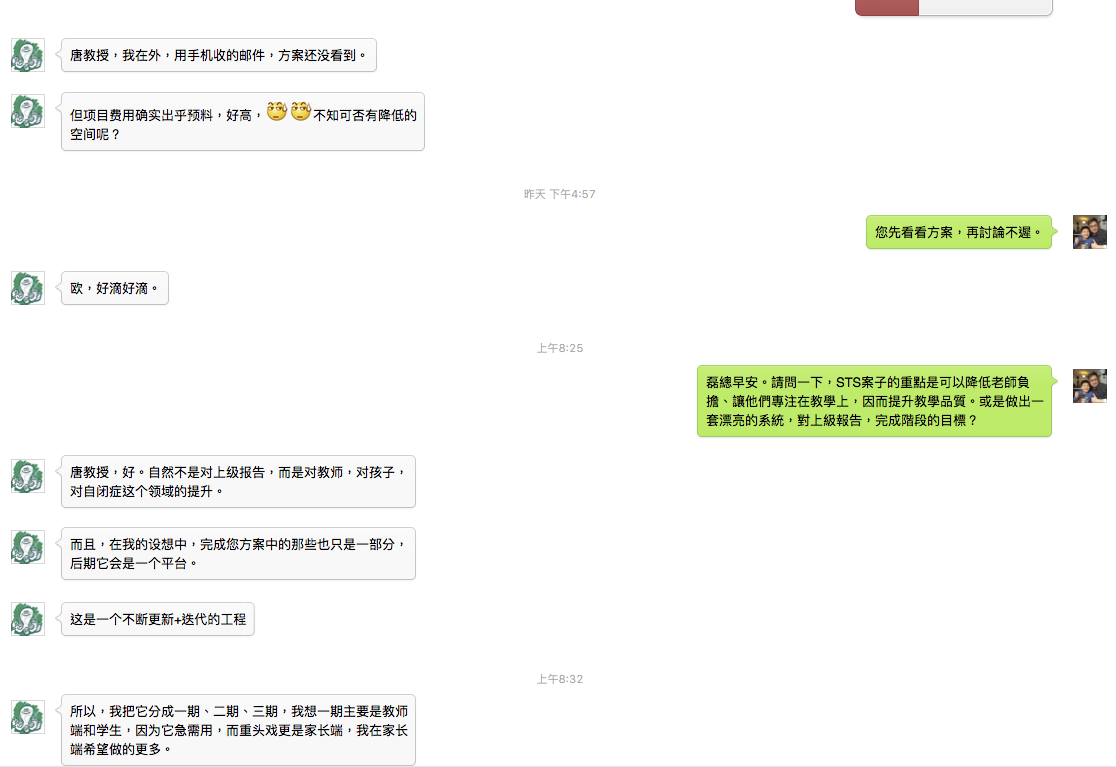 唐教授，我在外，用手机收的邮件，方案还没看到。
但项目费用确实出乎预料，好高，不知可否有降低的
空间呢？
昨天 下午4:57
您先看看方案，再討論不遲。
欧，好滴好滴。
上午8:25
磊總早安。請問一下，STS案子的重點是可以降低老師負
擔、讓他們專注在教學上，因而提升教學品質。或是做出一
套漂亮的系統，對上級報告，完成階段的目標？
唐教授，好。自然不是对上级报告，而是对教师，对孩子，
对自闭症这个领域的提升。
而且，在我的设想中，完成您方案中的那些也只是一部分，
后期它会是一个平台。
这是一个不断更新+迭代的工程
上午8:32
所以，我把它分成一期、二期、三期，我想一期主要是教师
端和学生，因为它急需用，而重头戏更是家长端，我在家长
端希望做的更多。